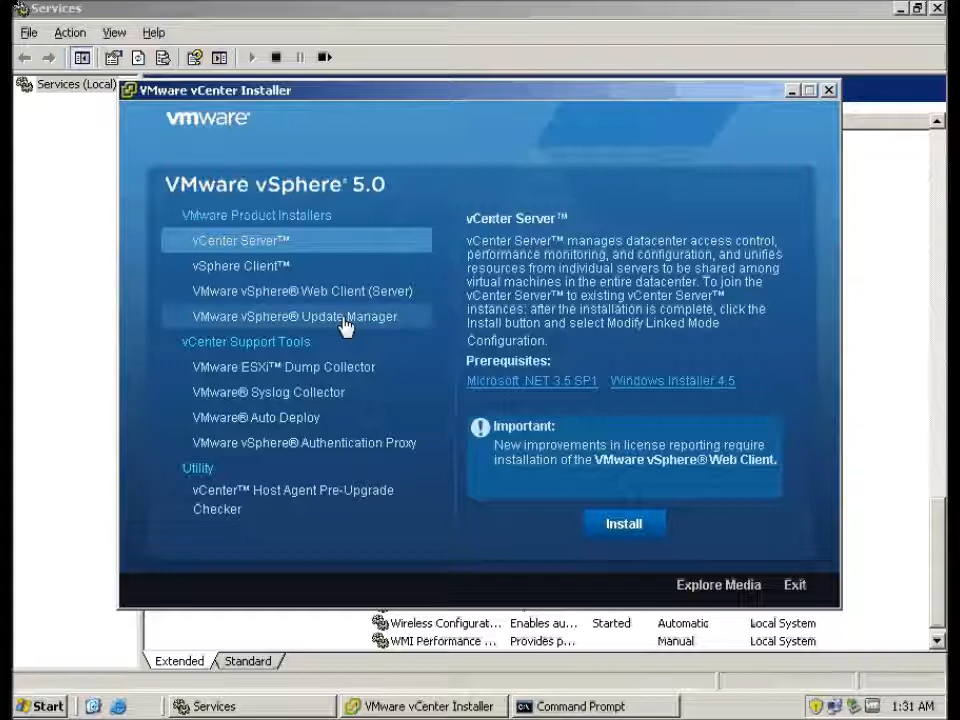 Services
File Action View Help
Services (Local)
VMware vCenter Installer
vmware
VMware vSphere® 5.0
VMware Product Installers
vCenter Server™
vSphere Client™
VMware vSphere® Web Client (Server)
VMware vSphere® Update Manager
vCenter Support Tools
VMware ESXi™ Dump Collector
VMware® Syslog Collector
VMware® Auto Deploy
VMware vSphere® Authentication Proxy
Utility
vCenter™ Host Agent Pre-Upgrade
Checker
vCenter Server™
vCenter Server™ manages datacenter access control,
performance monitoring, and configuration, and unifies
resources from individual servers to be shared among
virtual machines in the entire datacenter. To join the
vCenter Server™ to existing vCenter Server™
instances: after the installation is complete, click the
Install button and select Modify Linked Mode
Configuration.
Prerequisites:
Microsoft .NET 3.5 SP1 Windows Installer 4.5
Important:
New improvements in license reporting require
installation of the VMware vSphere® Web Client.
Install
Explore Media Exit
Wireless Configurat... Enables au... Started Automatic Local System
WMI Performance ... Provides p... Manual Local System
Extended Standard
Start Services VMware vCenter Installer Command Prompt 1:31 AM